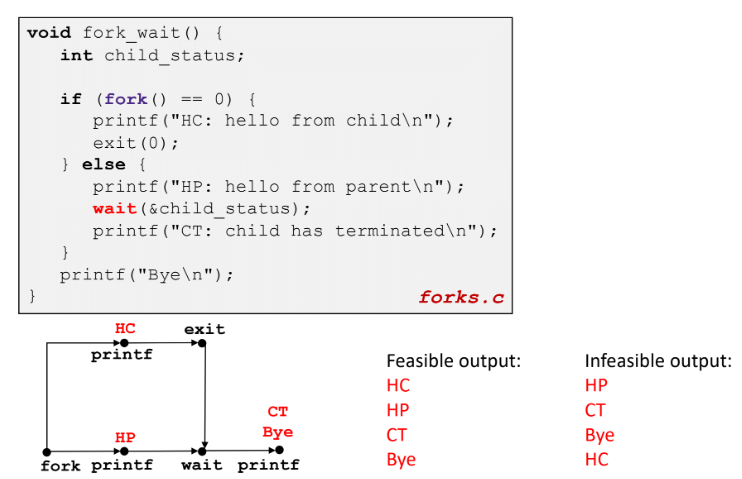 void fork_wait() {
int child_status;
if (fork() == 0) {
printf("HC: hello from child\n");
exit(0);
} else {
printf("HP: hello from parent\n");
wait(&child_status);
printf("CT: child has terminated\n");
}
printf("Bye\n");
}
forks.c
HC
exit
printf
CT
Bye
HP
fork printf wait printf
Feasible output:
HC
HP
CT
Bye
Infeasible output:
HP
CT
Bye
HC